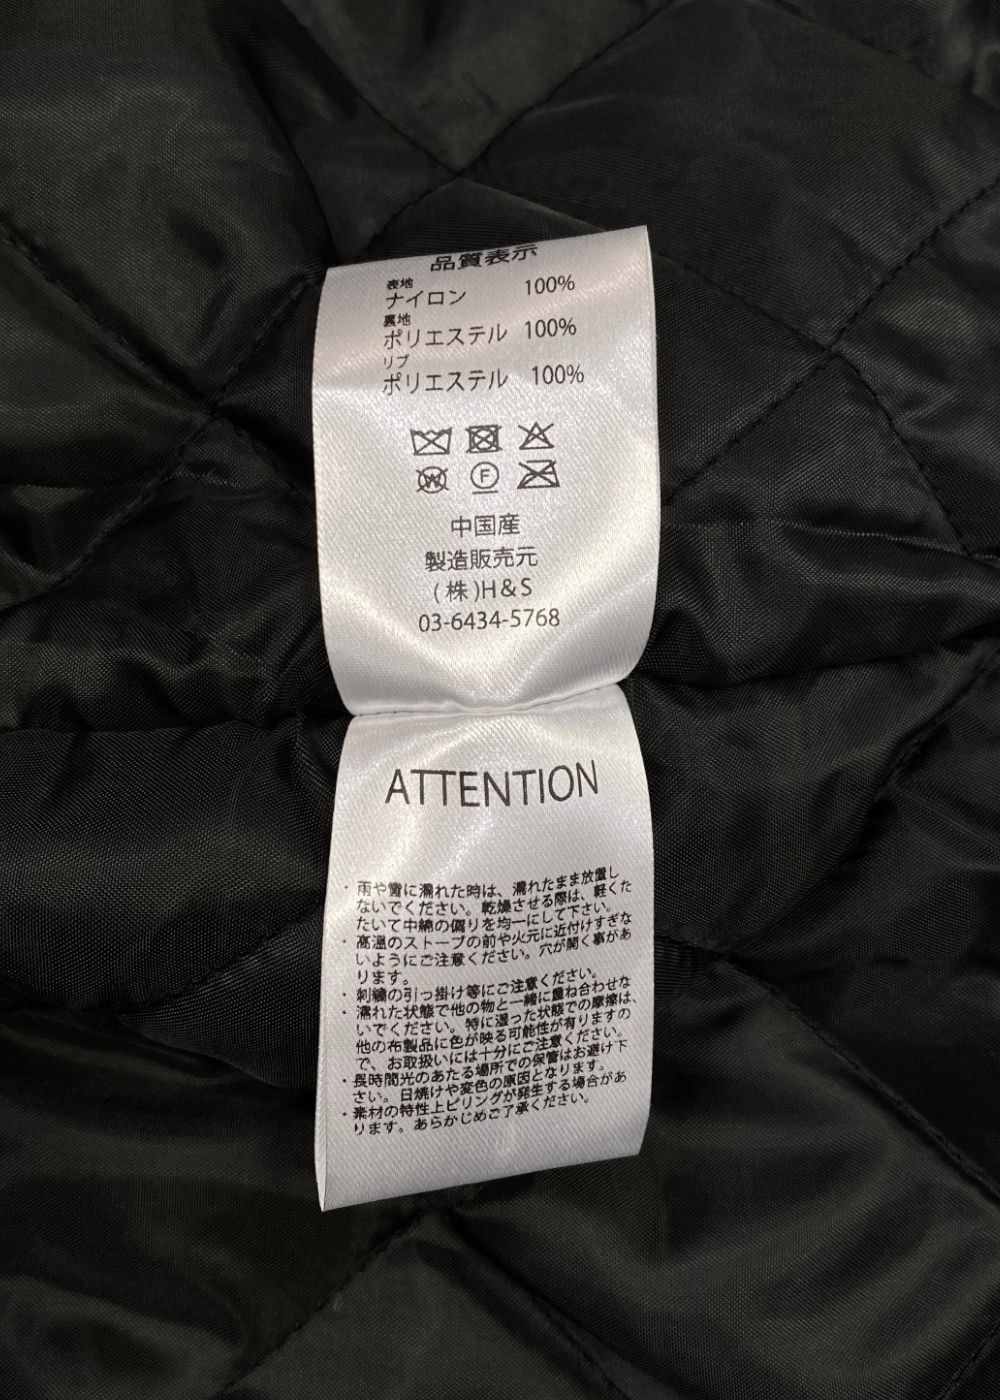 品質表示
表地
ナイロン 100%
裏地
ポリエステル 100%
リブ
ポリエステル 100%
W F
中国産
製造販売元
(株)H&S
03-6434-5768
ATTENTION
・雨や雪に濡れた時は、濡れたまま放置し
ないでください。乾燥させる際は、軽くた
たいて中綿の偏りを均一にして下さい。
・高温のストーブの前や火元に近付けすぎな
いようにご注意ください。穴が開く事があ
ります。
・刺繍の引っ掛け等にご注意ください。
・濡れた状態で他の物と一緒に重ね合わせな
いでください。特に湿った状態での摩擦は、
他の布製品に色が映る可能性が有りますの
で、お取扱いには十分にご注意ください。
・長時間光のあたる場所での保管はお避け下
さい。日焼けや変色の原因となります。
・素材の特性上ピリングが発生する場合があ
ります。あらかじめご了承ください。